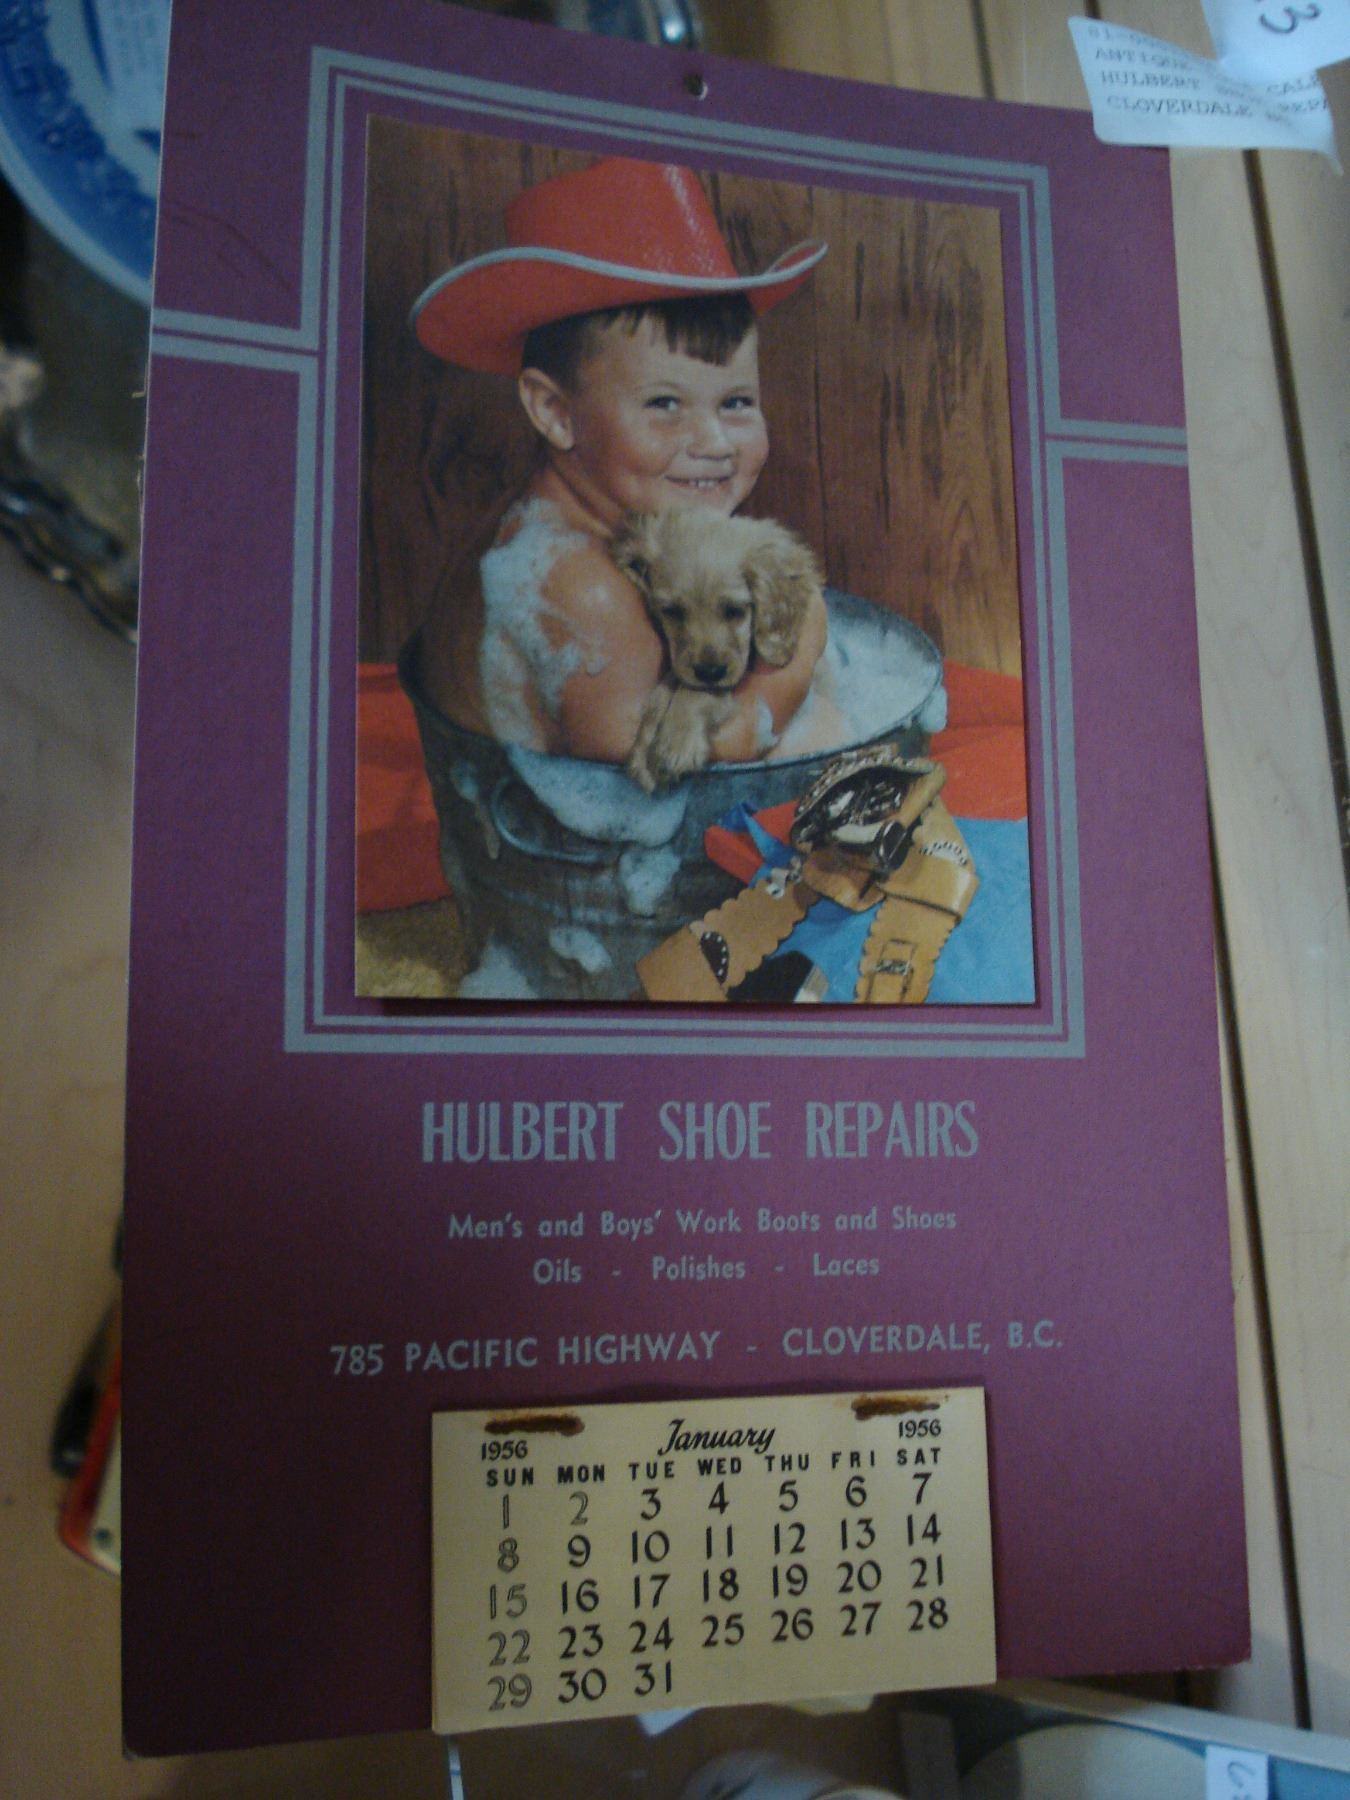 3
ANTIQUE
HULBERT
CLOVERDALE
HULBERT SHOE REPAIRS
Men's and Boys' Work Boots and Shoes
Oils - Polishes - Laces
785 PACIFIC HIGHWAY - CLOVERDALE, B.C.
1956 January 1956
SUN MON TUE WED THU FRI SAT
1 2 3 4 5 6 7
8 9 10 11 12 13 14
15 16 17 18 19 20 21
22 23 24 25 26 27 28
29 30 31